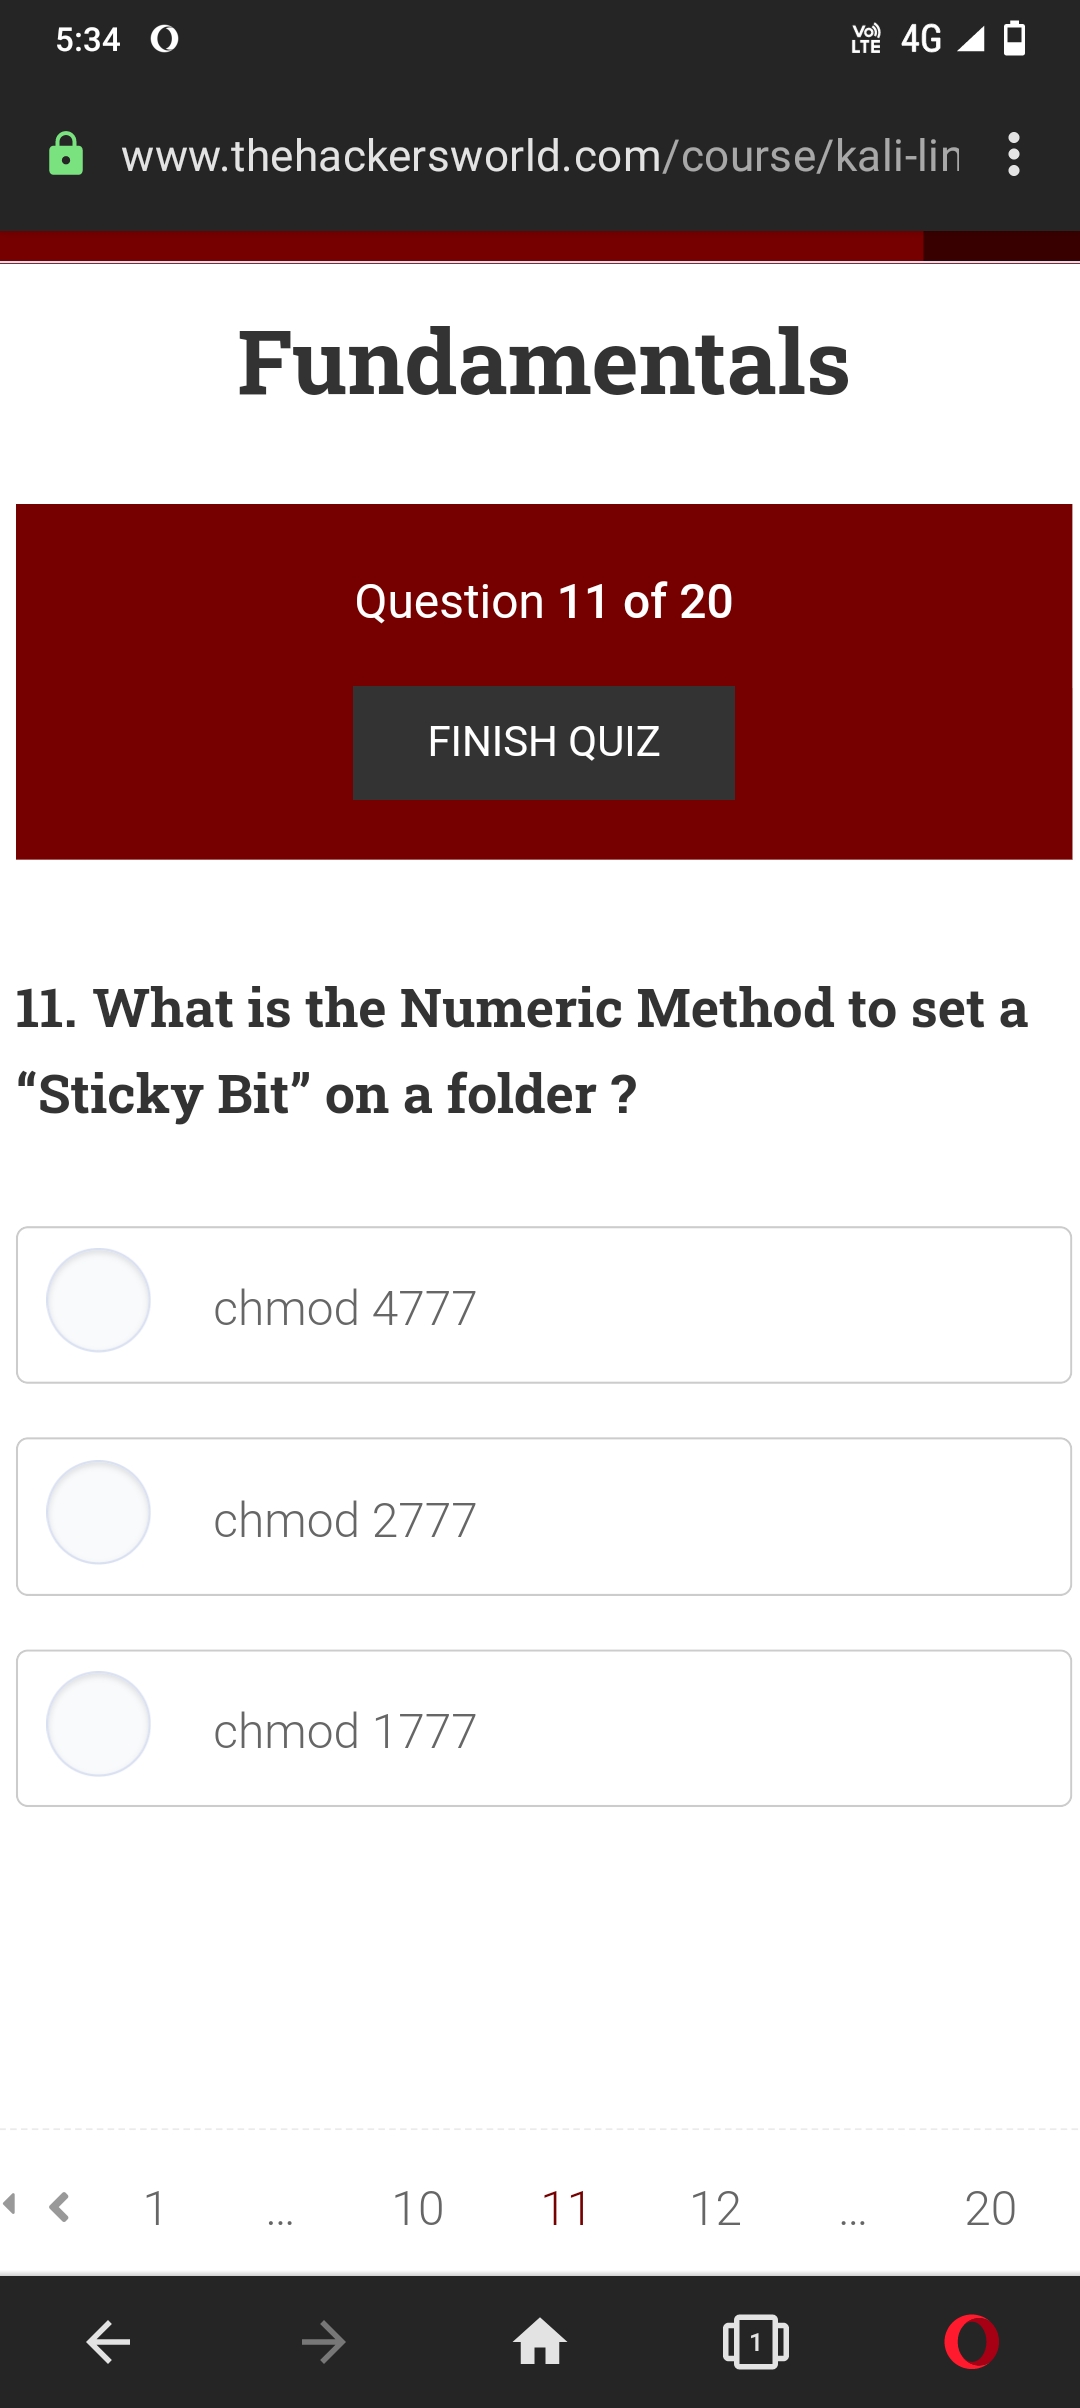 5:34
Vo)) LTE 4G
www.thehackersworld.com/course/kali-lin
Fundamentals
Question 11 of 20
FINISH QUIZ
11. What is the Numeric Method to set a
“Sticky Bit” on a folder ?
chmod 4777
chmod 2777
chmod 1777
1 ... 10 11 12 ... 20
1